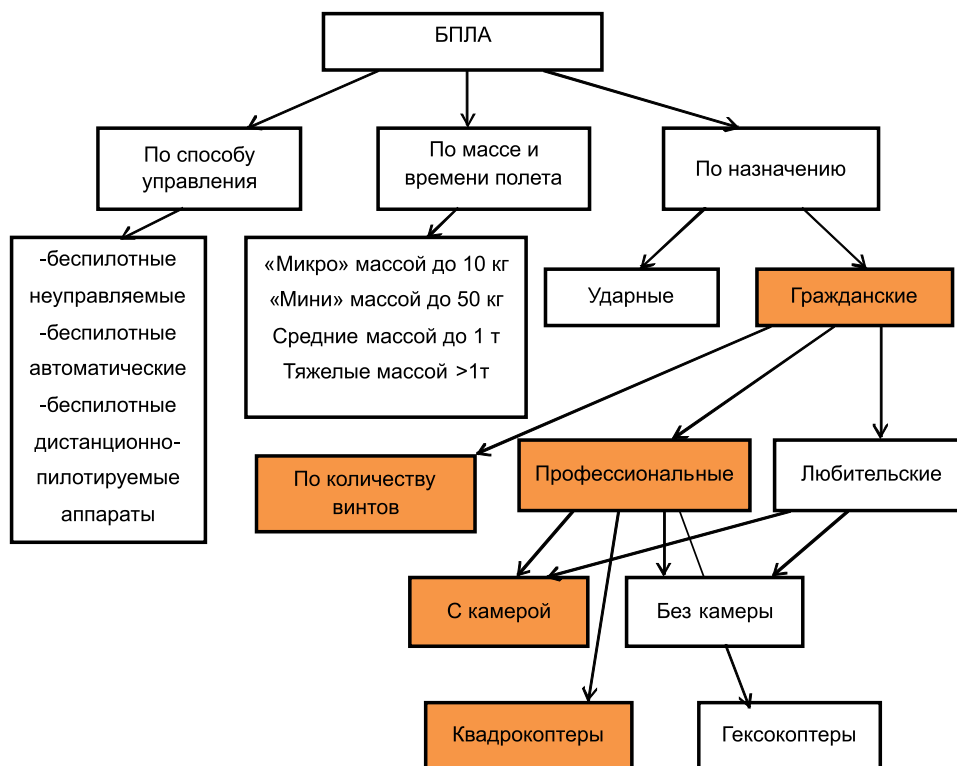 БПЛА
По способу
управления
По массе и
времени полета
По назначению
-беспилотные
неуправляемые
-беспилотные
автоматические
-беспилотные
дистанционно-
пилотируемые
аппараты
«Микро» массой до 10 кг
«Мини» массой до 50 кг
Средние массой до 1 т
Тяжелые массой >1т
Ударные
Гражданские
По количеству
винтов
Профессиональные
Любительские
С камерой
Без камеры
Квадрокоптеры
Гексокоптеры